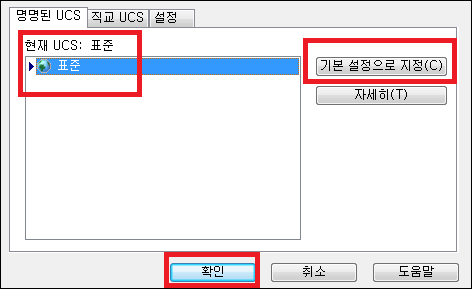 명명된 UCS 직교 UCS 설정
현재 UCS: 표준
표준
기본 설정으로 지정(C)
자세히(T)
확인 취소 도움말